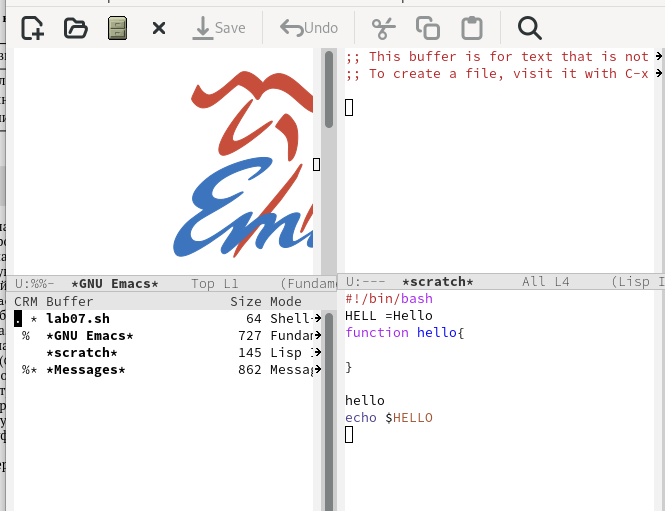 Save Undo
;; This buffer is for text that is not
;; To create a file, visit it with C-x
U:%%- *GNU Emacs* Top L1 (Fundam
U:--- *scratch* All L4 (Lisp I
CRM Buffer Size Mode
. * lab07.sh 64 Shell-
% *GNU Emacs* 727 Fundam
*scratch* 145 Lisp I
%* *Messages* 862 Messag
#!/bin/bash
HELL =Hello
function hello{
}
hello
echo $HELLO